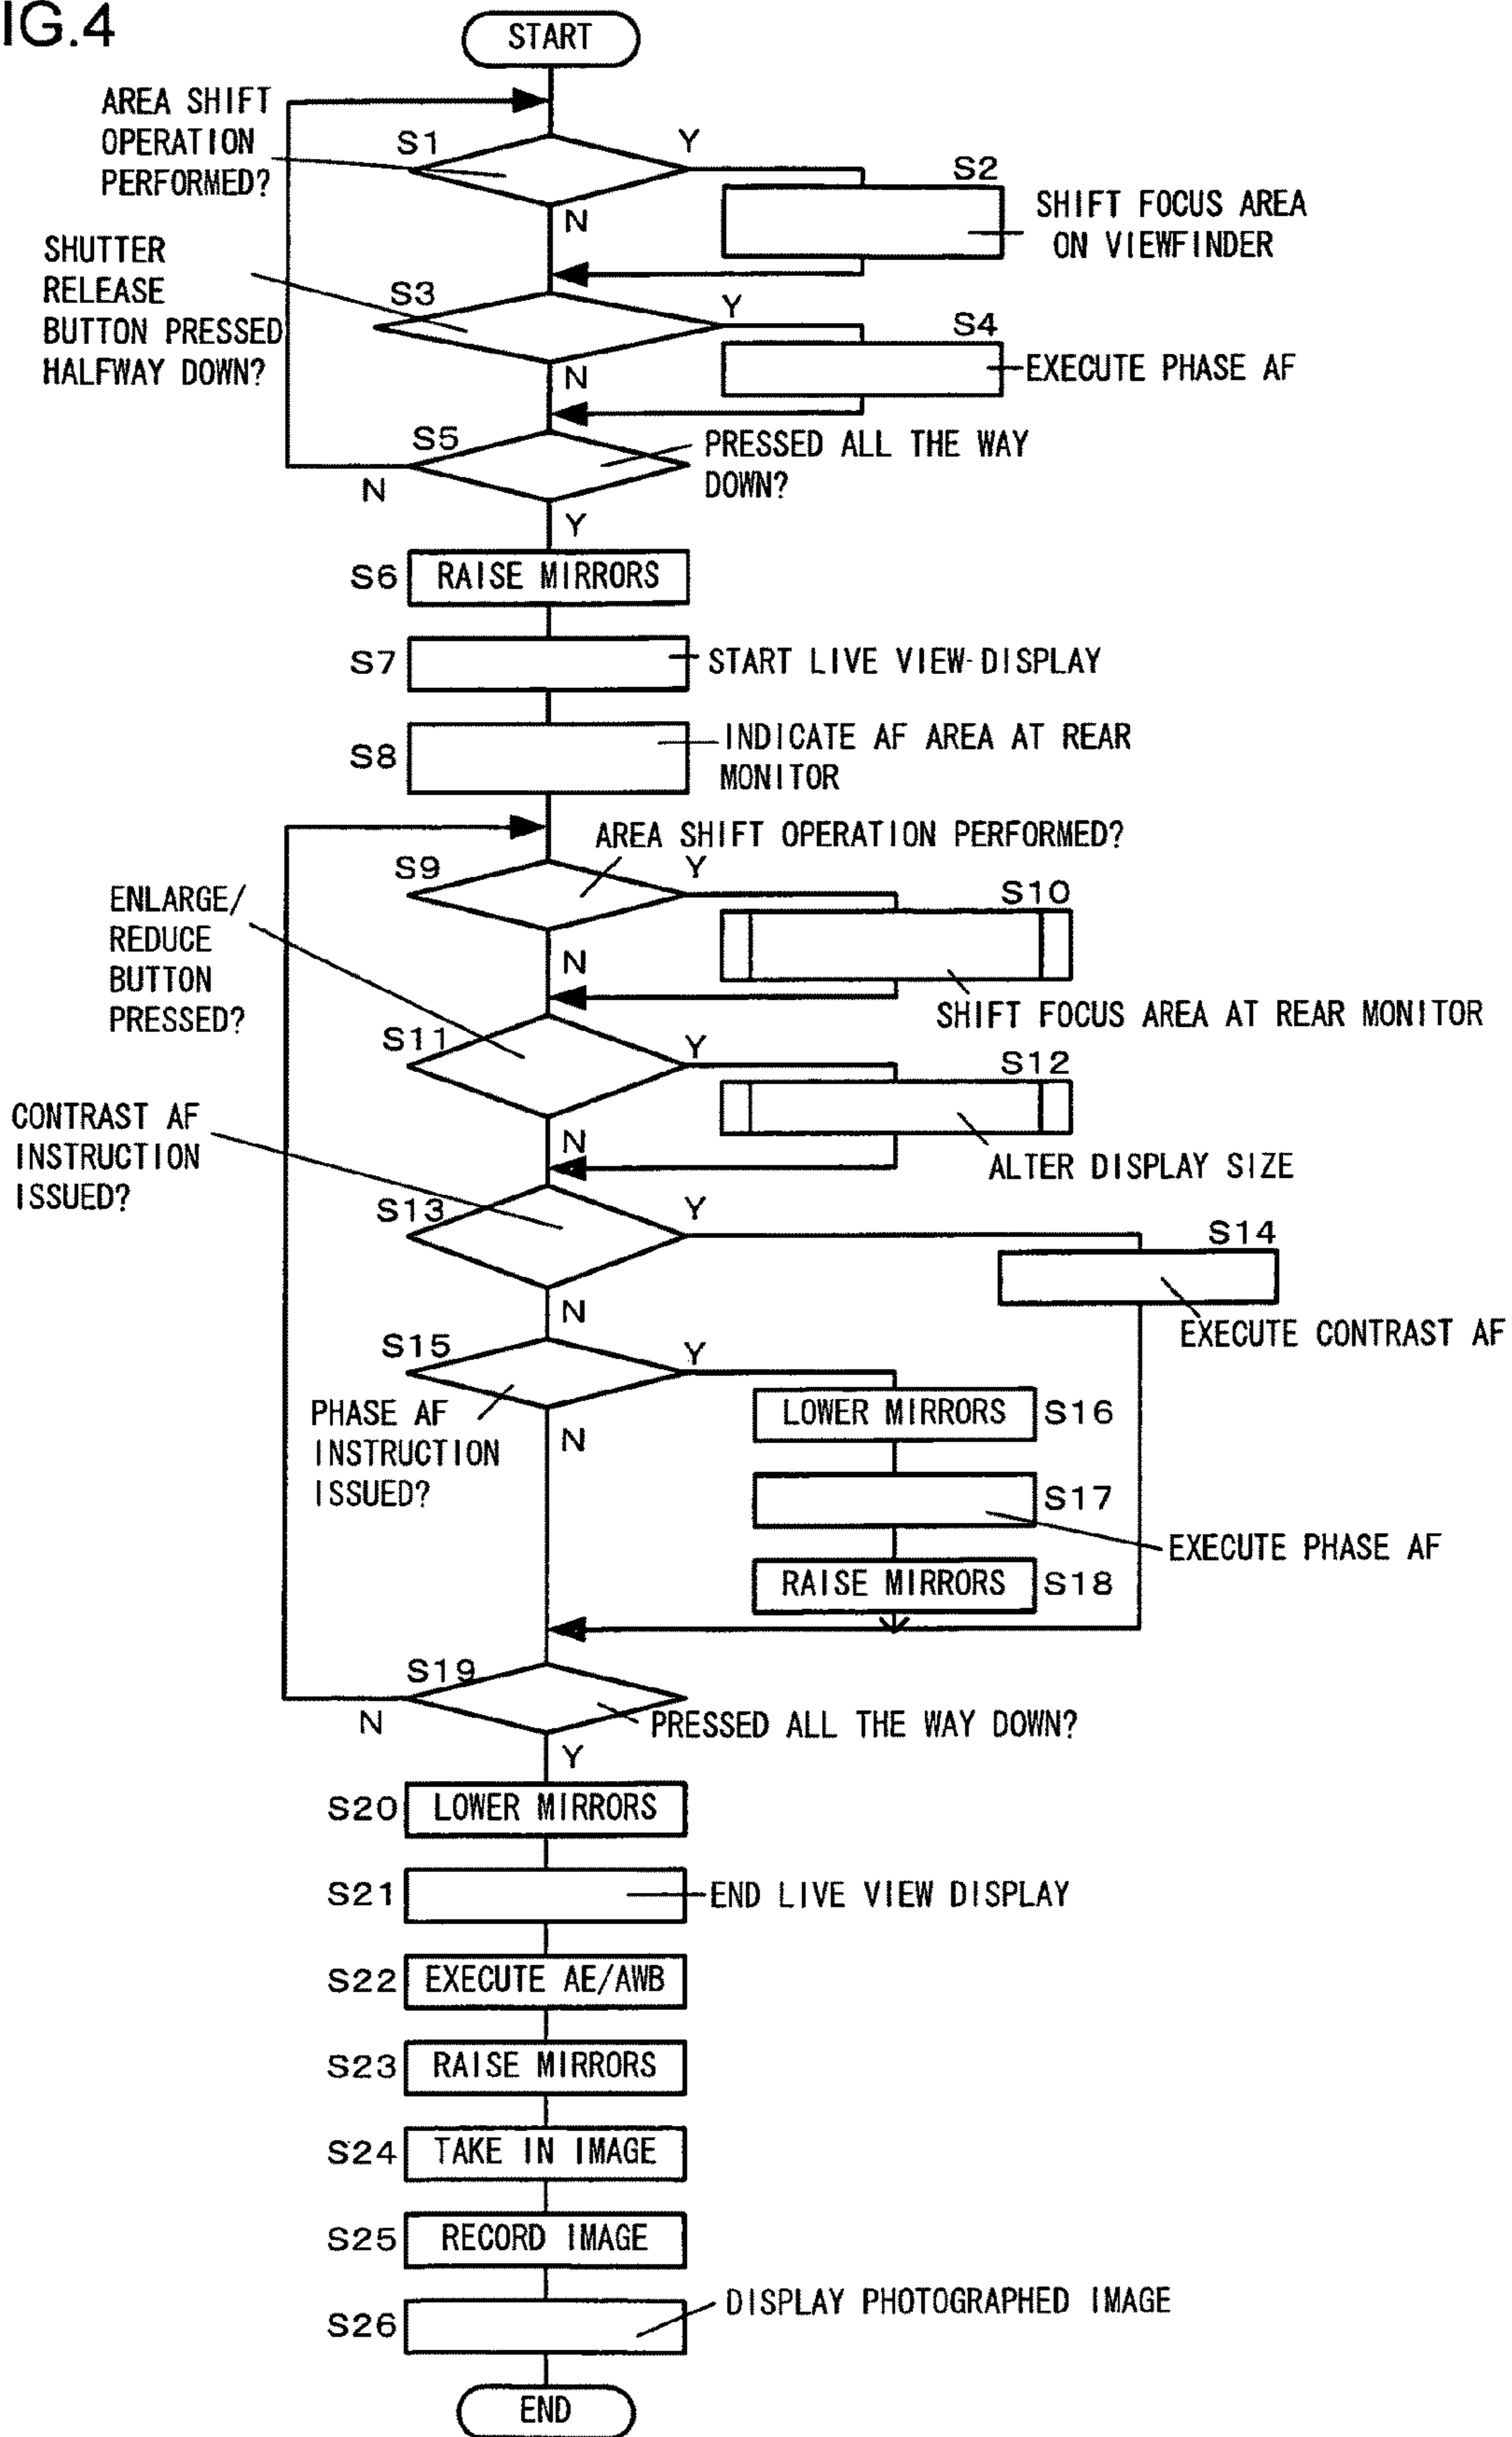 IG.4
START
AREA SHIFT
OPERATION
PERFORMED?
S1
Y
S2
SHIFT FOCUS AREA
ON VIEWFINDER
N
SHUTTER
RELEASE
BUTTON PRESSED
HALFWAY DOWN?
S3
Y
S4
EXECUTE PHASE AF
N
S5
PRESSED ALL THE WAY
DOWN?
N
Y
S6
RAISE MIRRORS
S7
START LIVE VIEW-DISPLAY
S8
INDICATE AF AREA AT REAR
MONITOR
AREA SHIFT OPERATION PERFORMED?
S9
Y
S10
ENLARGE/
REDUCE
BUTTON
PRESSED?
N
SHIFT FOCUS AREA AT REAR MONITOR
S11
Y
S12
CONTRAST AF
INSTRUCTION
ISSUED?
N
ALTER DISPLAY SIZE
S13
Y
S14
N
EXECUTE CONTRAST AF
S15
Y
PHASE AF
INSTRUCTION
ISSUED?
N
LOWER MIRRORS
S16
S17
EXECUTE PHASE AF
RAISE MIRRORS
S18
S19
N
PRESSED ALL THE WAY DOWN?
Y
S20
LOWER MIRRORS
S21
END LIVE VIEW DISPLAY
S22
EXECUTE AE/AWB
S23
RAISE MIRRORS
S24
TAKE IN IMAGE
S25
RECORD IMAGE
S26
DISPLAY PHOTOGRAPHED IMAGE
END